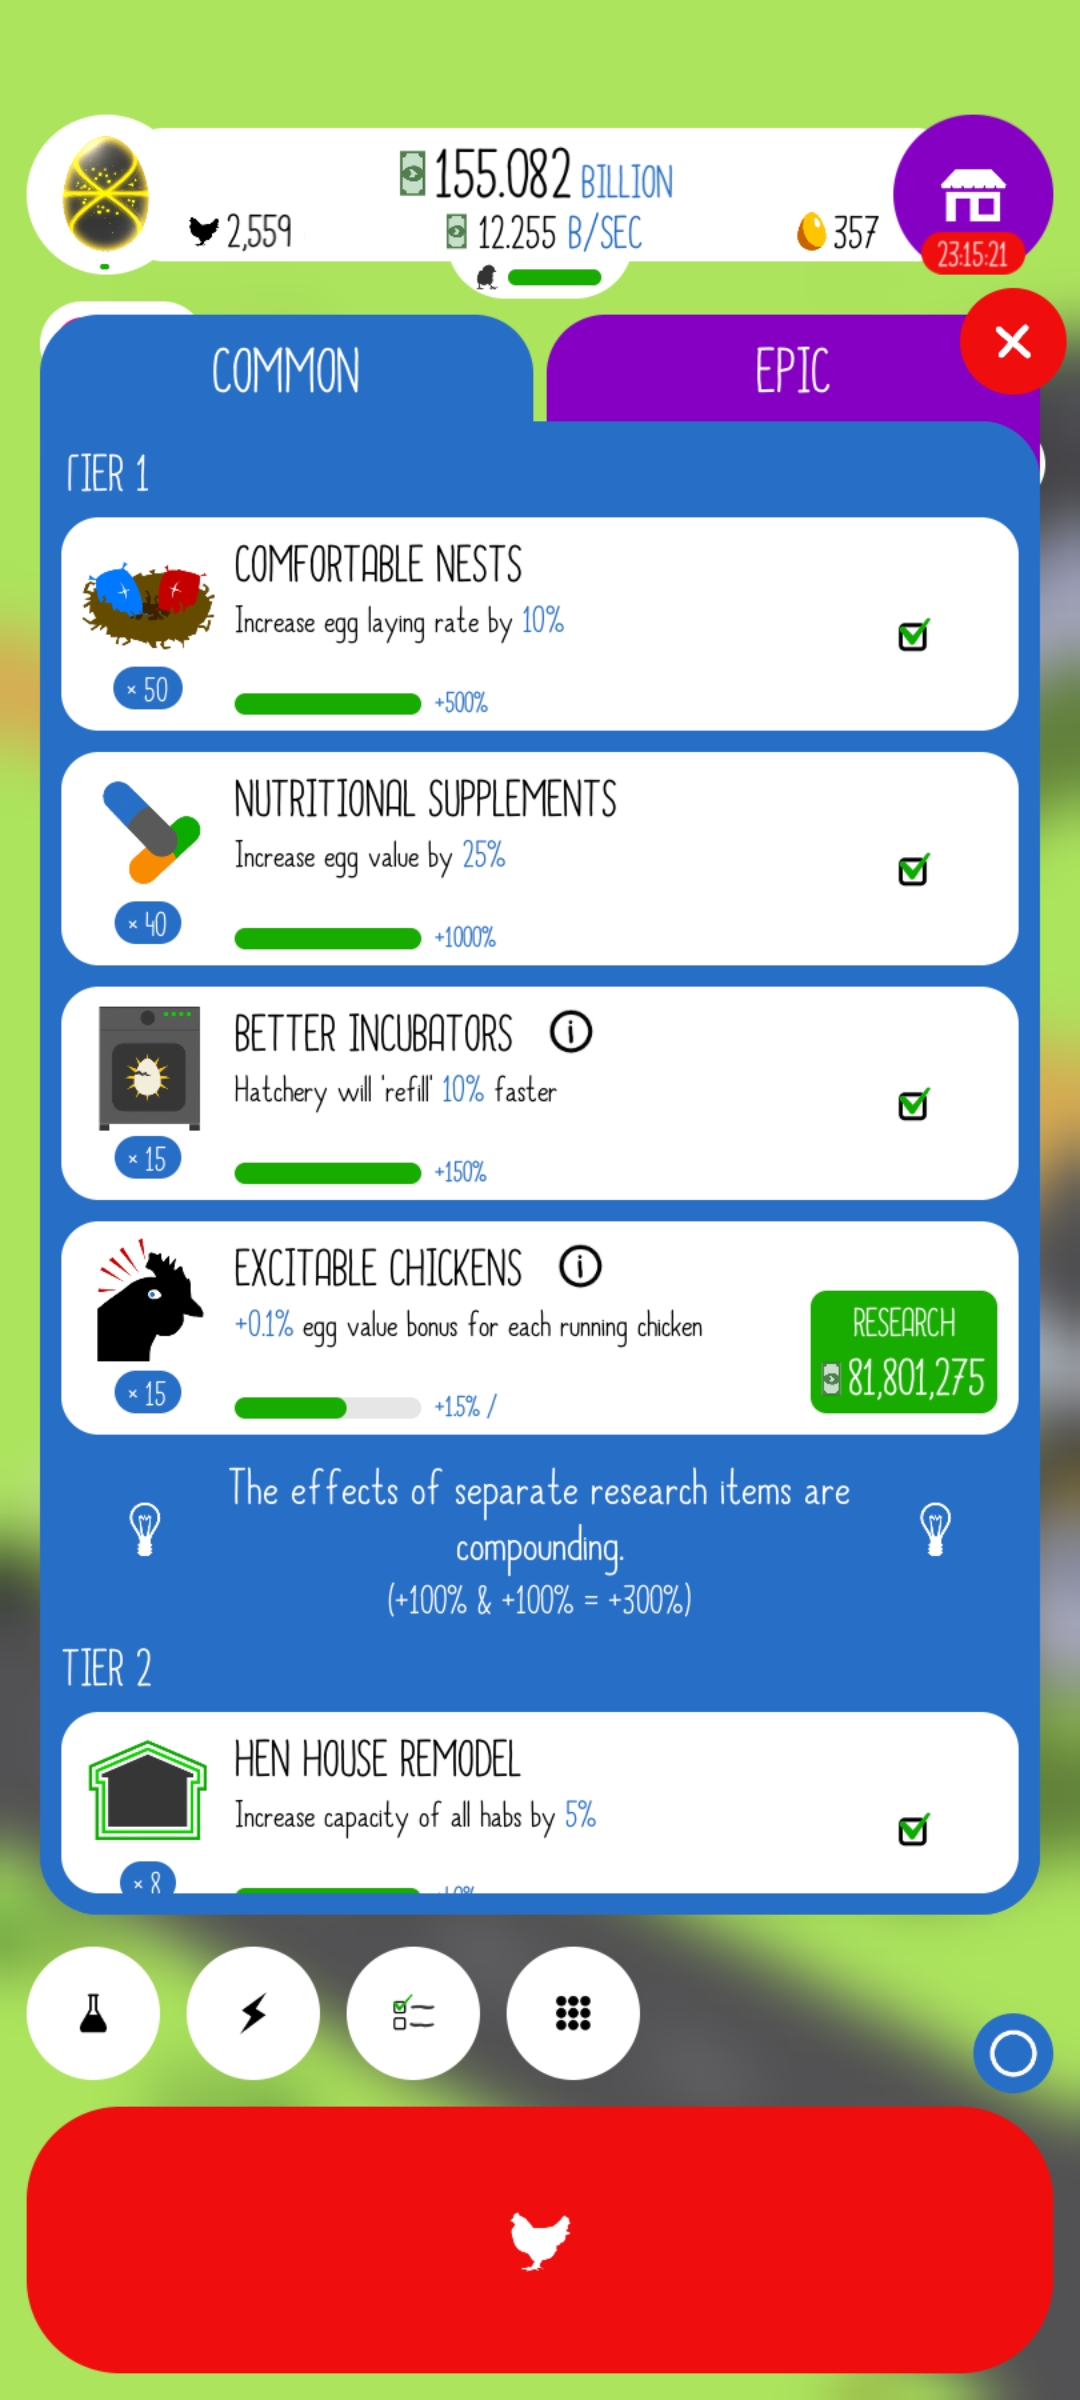 155.082 BILLION
2,559
12.255 B/SEC
357
23:15:21
COMMON
EPIC
TIER 1
COMFORTABLE NESTS
Increase egg laying rate by 10%
× 50
+500%
NUTRITIONAL SUPPLEMENTS
Increase egg value by 25%
× 40
+1000%
BETTER INCUBATORS
Hatchery will 'refill' 10% faster
× 15
+150%
EXCITABLE CHICKENS
+0.1% egg value bonus for each running chicken
RESEARCH
81,801,275
× 15
+1.5% /
The effects of separate research items are
compounding.
(+100% & +100% = +300%)
TIER 2
HEN HOUSE REMODEL
Increase capacity of all habs by 5%
× 8